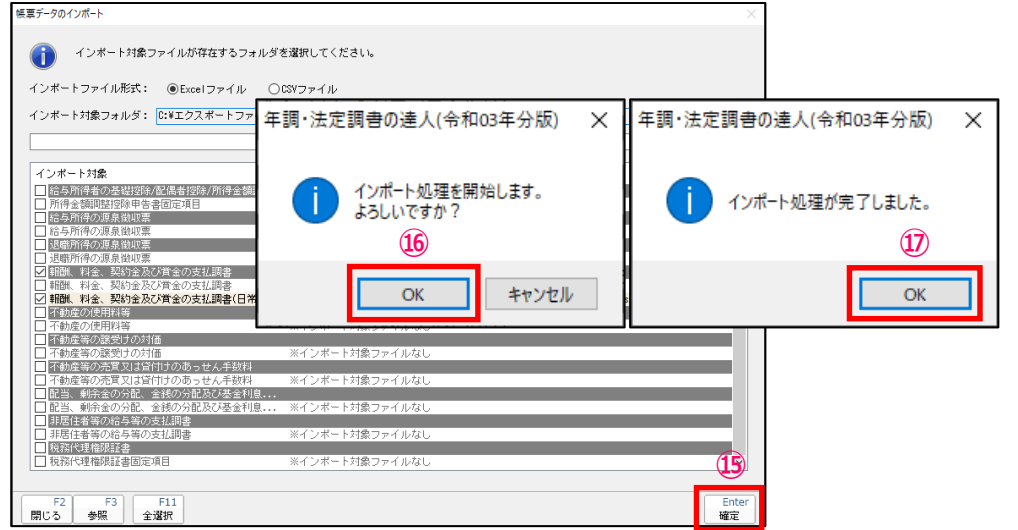 帳票データのインポート
インポート対象ファイルが存在するフォルダを選択してください。
インポートファイル形式： Excelファイル CSVファイル
インポート対象フォルダ： C:¥エクスポートファ
年調・法定調書の達人(令和03年分版)
インポート処理を開始します。
よろしいですか？
⑯
OK キャンセル
年調・法定調書の達人(令和03年分版)
インポート処理が完了しました。
⑰
OK
インポート対象
給与所得者の基礎控除/配偶者控除/所得金額
所得金額調整控除申告書固定項目
給与所得の源泉徴収票
給与所得の源泉徴収票
退職所得の源泉徴収票
退職所得の源泉徴収票
報酬、料金、契約金及び賞金の支払調書
報酬、料金、契約金及び賞金の支払調書
報酬、料金、契約金及び賞金の支払調書(日常
不動産の使用料等
不動産の使用料等 ※インポート対象ファイルなし
不動産等の譲受けの対価
不動産等の譲受けの対価 ※インポート対象ファイルなし
不動産等の売買又は貸付けのあっせん手数料
不動産等の売買又は貸付けのあっせん手数料 ※インポート対象ファイルなし
配当、剰余金の分配、金銭の分配及び基金利息...
配当、剰余金の分配、金銭の分配及び基金利息... ※インポート対象ファイルなし
非居住者等の給与等の支払調書
非居住者等の給与等の支払調書 ※インポート対象ファイルなし
税務代理権限証書
税務代理権限証書固定項目 ※インポート対象ファイルなし
⑮
F2 F3 F11 Enter
閉じる 参照 全選択 確定